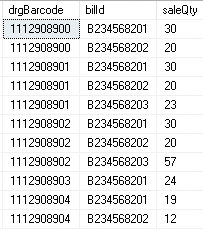 drgBarcode billd saleQty
1112908900 B234568201 30
1112908900 B234568202 20
1112908901 B234568201 30
1112908901 B234568202 20
1112908901 B234568203 23
1112908902 B234568201 30
1112908902 B234568202 20
1112908902 B234568203 57
1112908903 B234568201 24
1112908904 B234568201 19
1112908904 B234568202 12